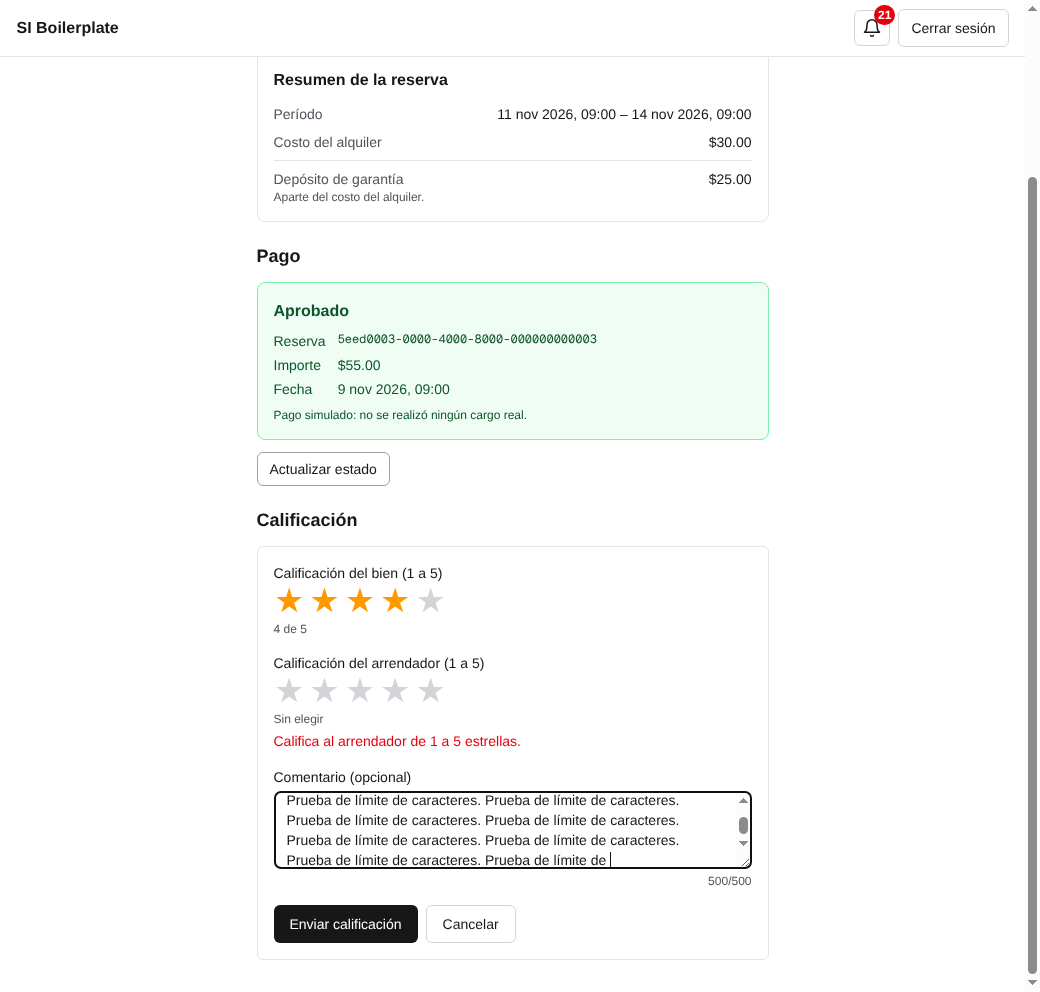 SI Boilerplate
21
Cerrar sesión
Resumen de la reserva
Período 11 nov 2026, 09:00 – 14 nov 2026, 09:00
Costo del alquiler $30.00
Depósito de garantía $25.00
Aparte del costo del alquiler.
Pago
Aprobado
Reserva 5eed0003-0000-4000-8000-000000000003
Importe $55.00
Fecha 9 nov 2026, 09:00
Pago simulado: no se realizó ningún cargo real.
Actualizar estado
Calificación
Calificación del bien (1 a 5)
4 de 5
Calificación del arrendador (1 a 5)
Sin elegir
Califica al arrendador de 1 a 5 estrellas.
Comentario (opcional)
Prueba de límite de caracteres. Prueba de límite de caracteres.
Prueba de límite de caracteres. Prueba de límite de caracteres.
Prueba de límite de caracteres. Prueba de límite de caracteres.
Prueba de límite de caracteres. Prueba de límite de
500/500
Enviar calificación
Cancelar